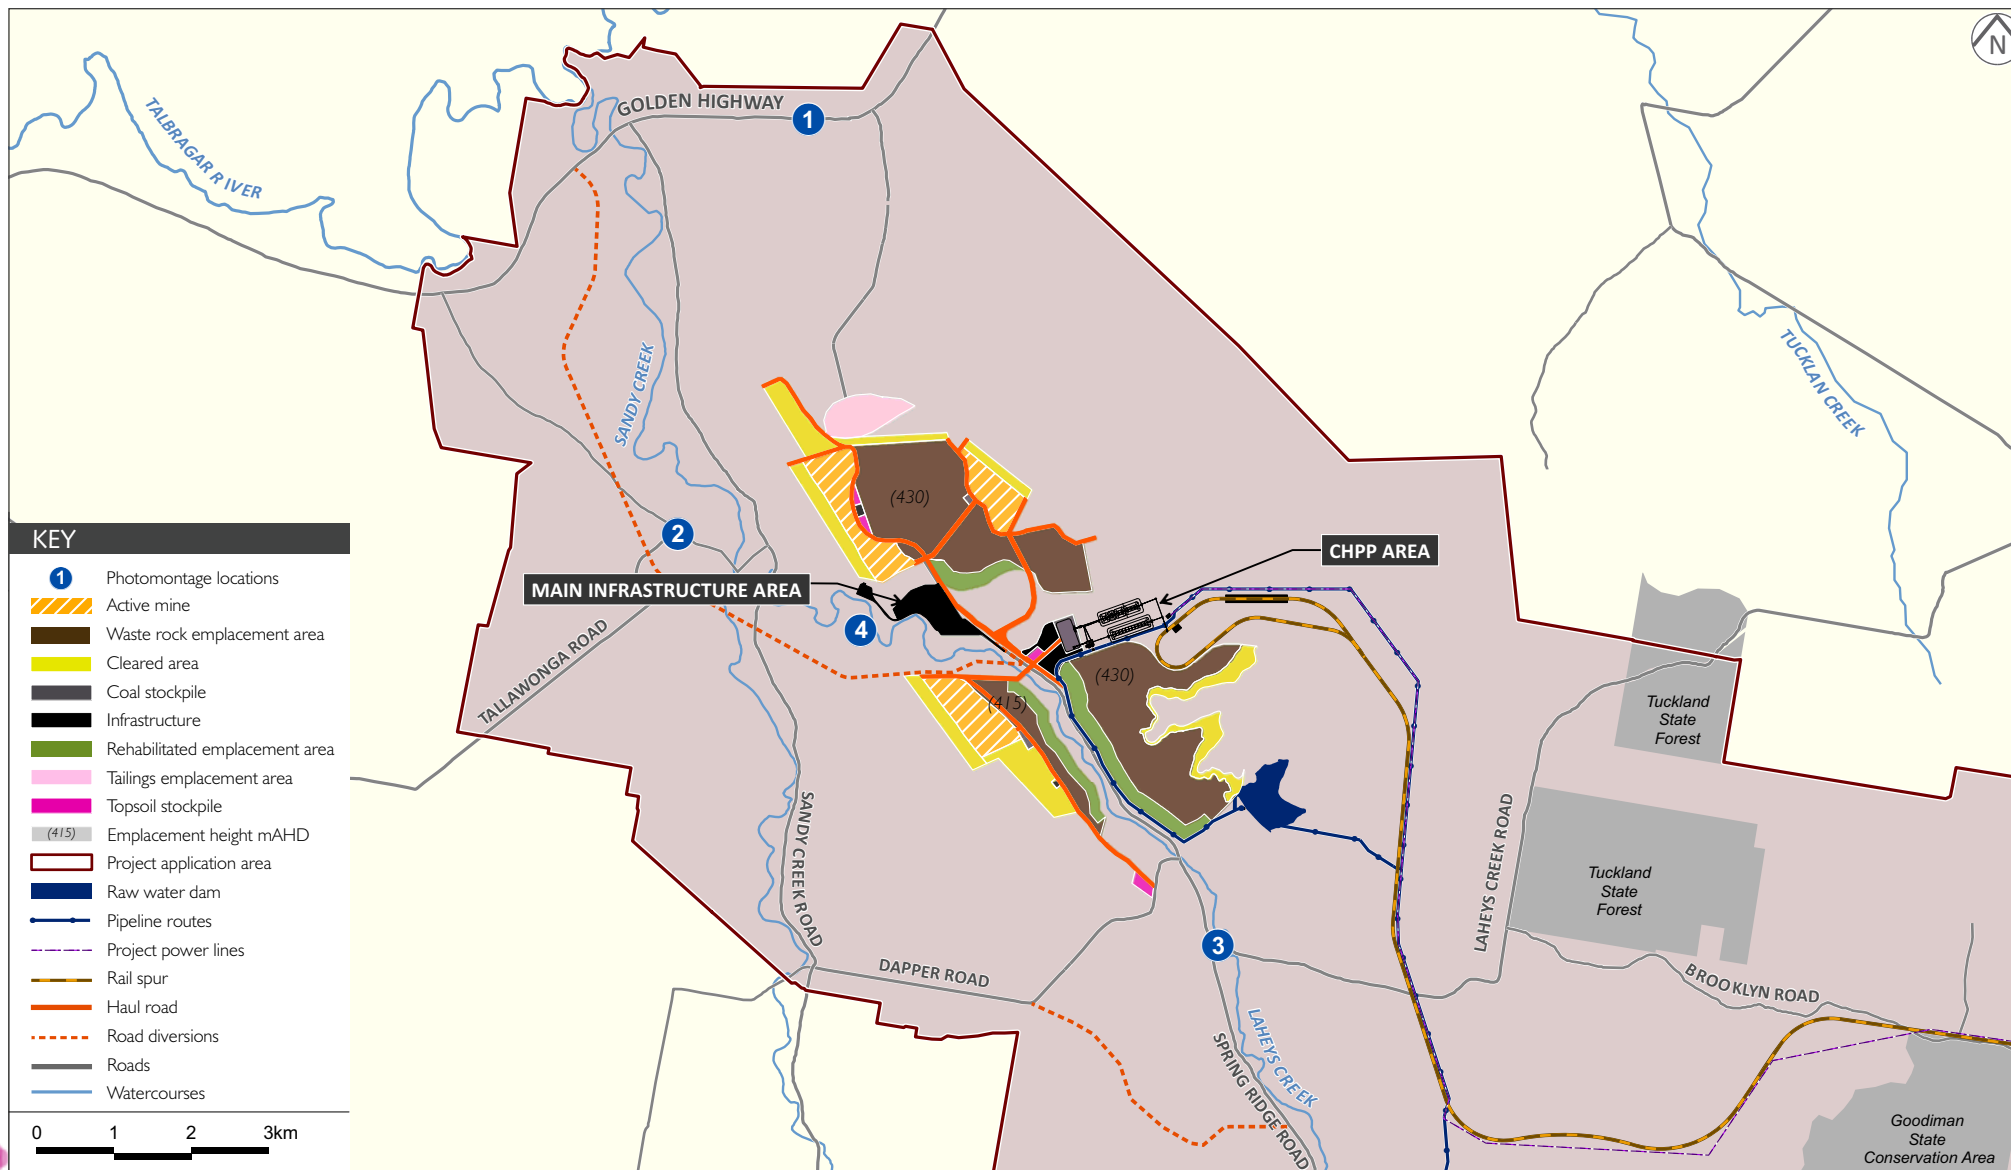 N
GOLDEN HIGHWAY
1
TALBRAGAR RIVER
SANDY CREEK
TUCKLAN CREEK
(430)
2
CHPP AREA
MAIN INFRASTRUCTURE AREA
4
TALLAWONGA ROAD
(430)
(415)
Tuckland
State
Forest
SANDY CREEK ROAD
LAHEYS CREEK ROAD
Tuckland
State
Forest
3
DAPPER ROAD
BROOKLYN ROAD
LAHEYS CREEK
SPRING RIDGE ROAD
Goodiman
State
Conservation Area
KEY
1 Photomontage locations
Active mine
Waste rock emplacement area
Cleared area
Coal stockpile
Infrastructure
Rehabilitated emplacement area
Tailings emplacement area
Topsoil stockpile
(415) Emplacement height mAHD
Project application area
Raw water dam
Pipeline routes
Project power lines
Rail spur
Haul road
Road diversions
Roads
Watercourses
0 1 2 3km